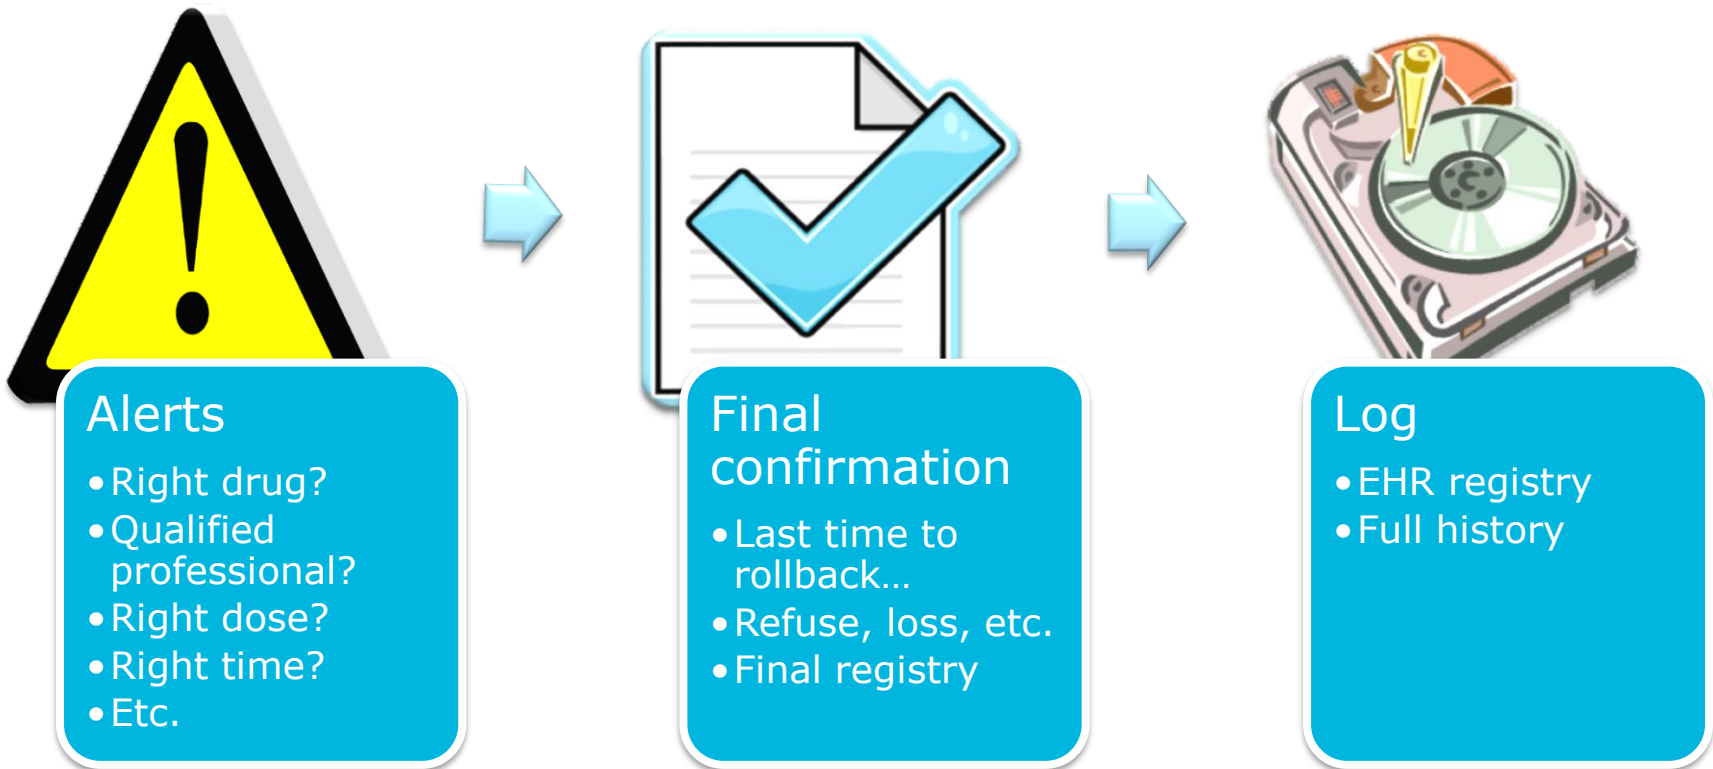 Alerts
•Right drug?
•Qualified
professional?
•Right dose?
•Right time?
•Etc.
Final
confirmation
•Last time to
rollback…
•Refuse, loss, etc.
•Final registry
Log
•EHR registry
•Full history